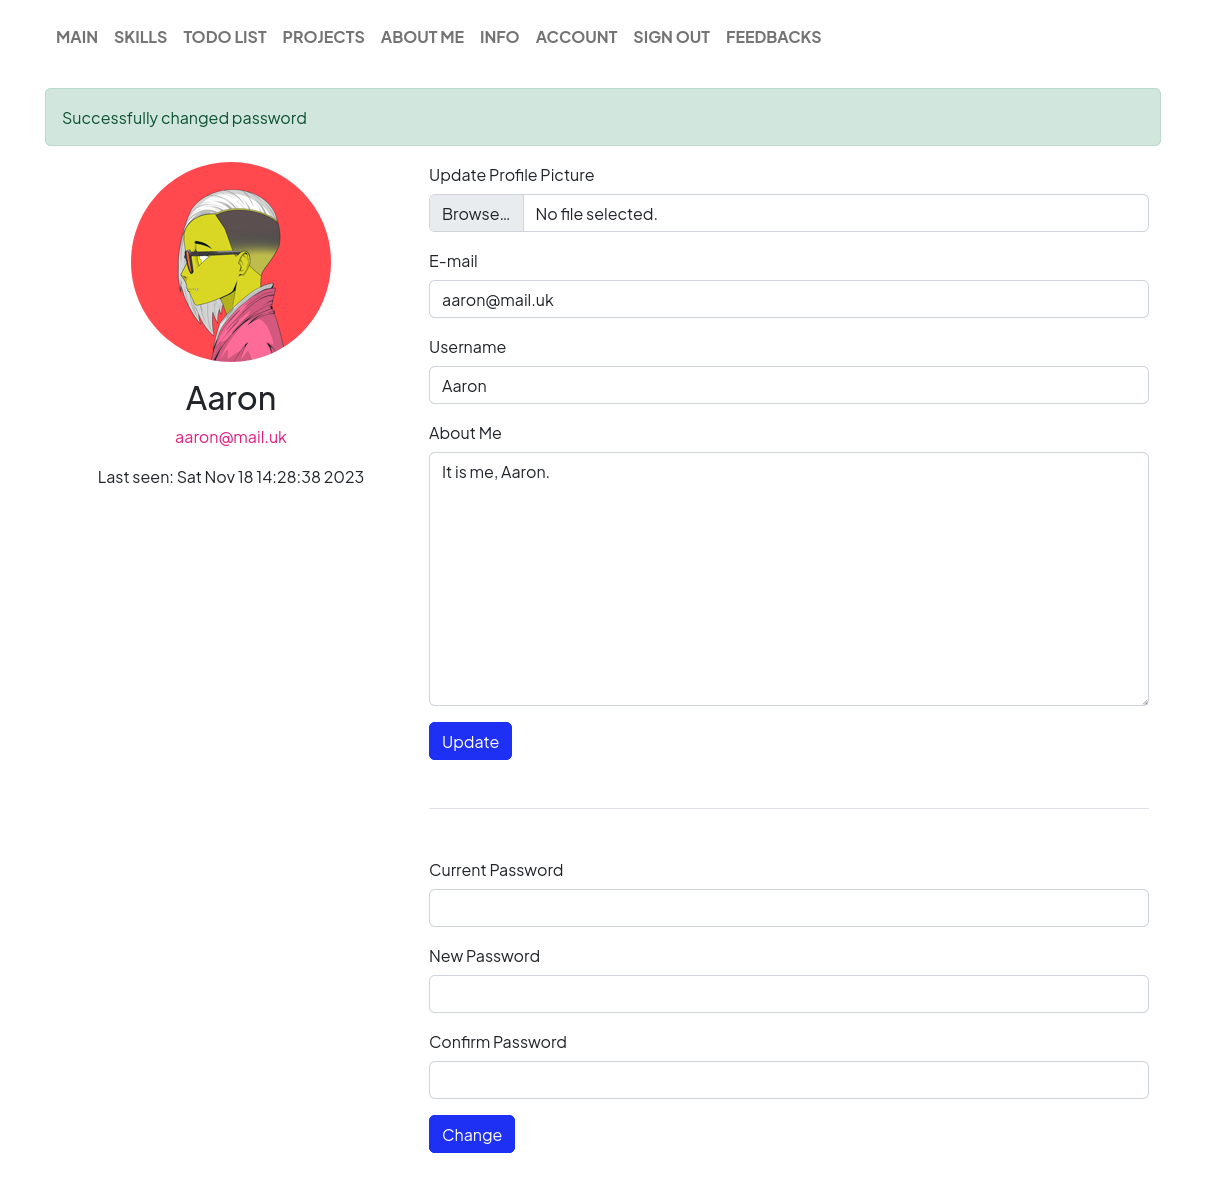 MAIN SKILLS TODO LIST PROJECTS ABOUT ME INFO ACCOUNT SIGN OUT FEEDBACKS
Successfully changed password
Aaron
aaron@mail.uk
Last seen: Sat Nov 18 14:28:38 2023
Update Profile Picture
Browse... No file selected.
E-mail
aaron@mail.uk
Username
Aaron
About Me
It is me, Aaron.
Update
Current Password
New Password
Confirm Password
Change